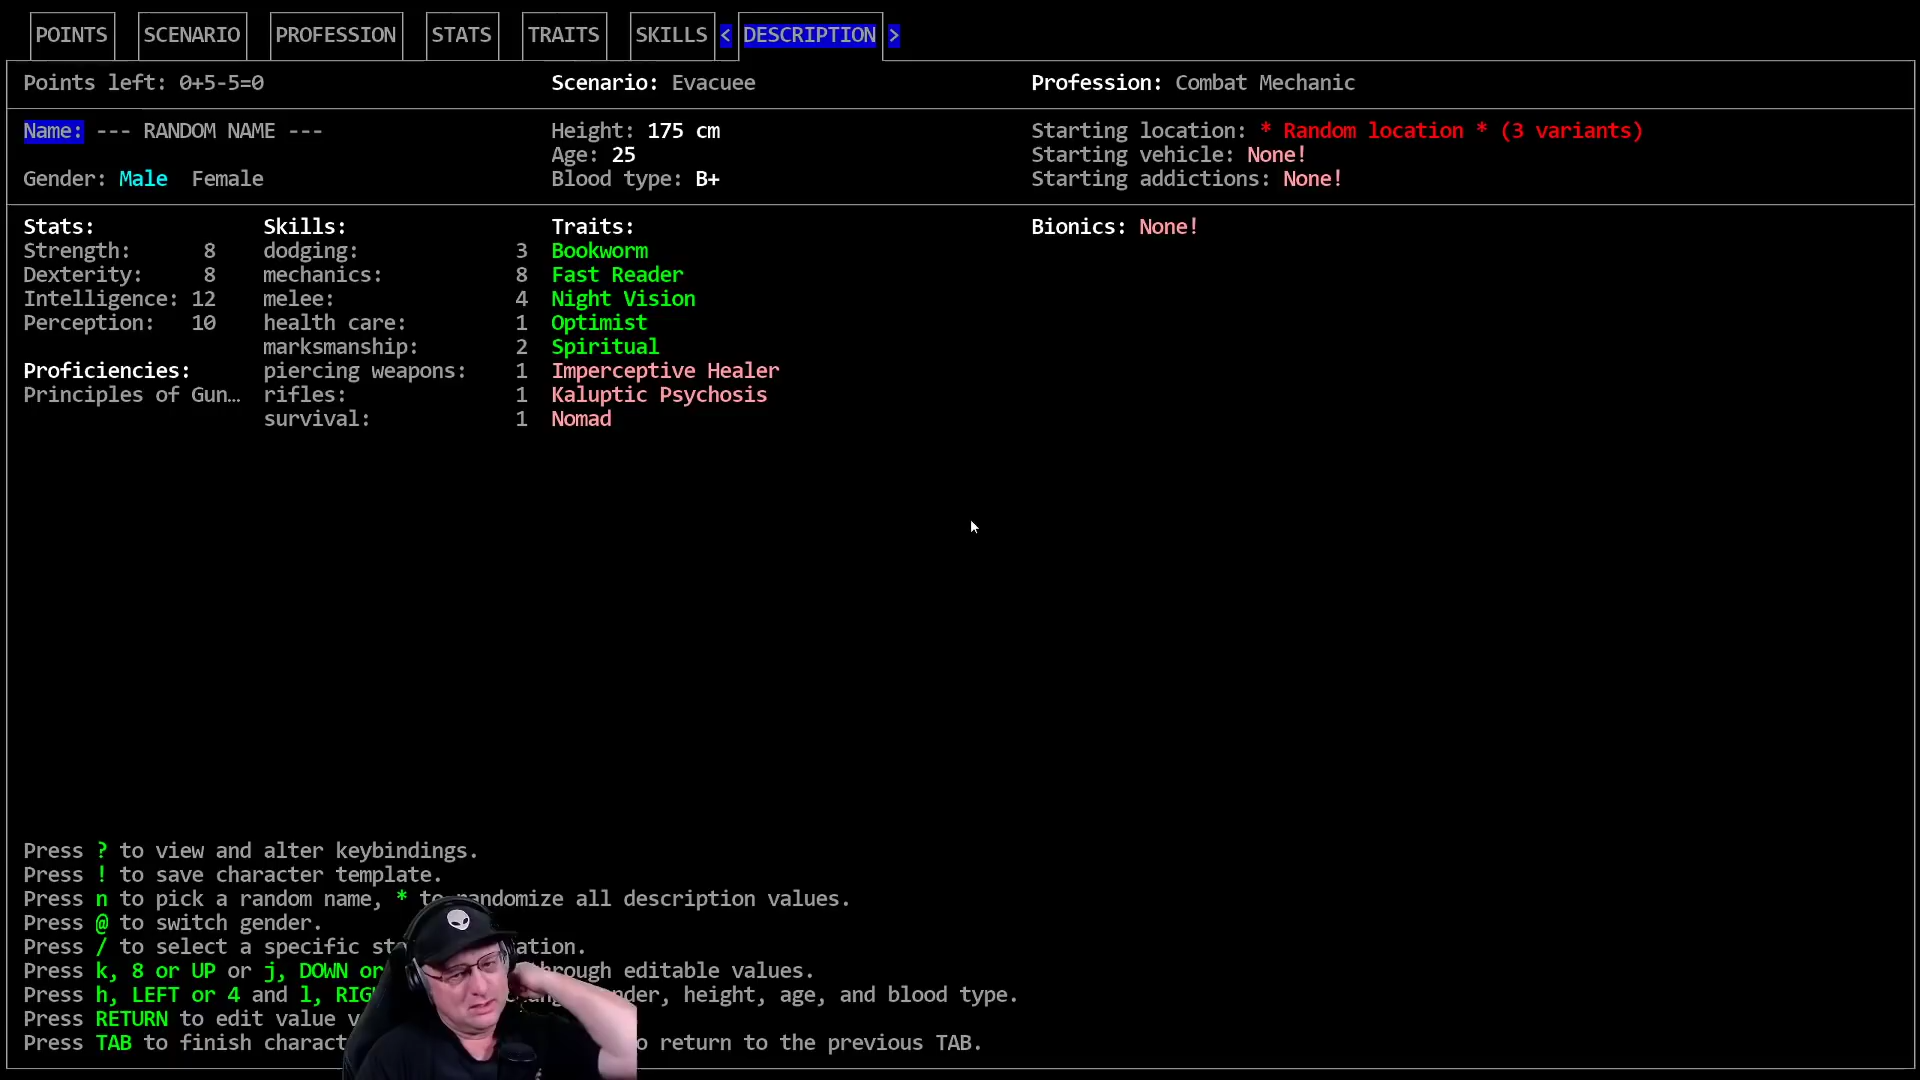 POINTS SCENARIO PROFESSION STATS TRAITS SKILLS < DESCRIPTION >
Points left: 0+5-5=0 Scenario: Evacuee Profession: Combat Mechanic
Name: --- RANDOM NAME --- Height: 175 cm Starting location: * Random location * (3 variants)
Age: 25 Starting vehicle: None!
Gender: Male Female Blood type: B+ Starting addictions: None!
Stats: Skills: Traits: Bionics: None!
Strength: 8 dodging: 3 Bookworm
Dexterity: 8 mechanics: 8 Fast Reader
Intelligence: 12 melee: 4 Night Vision
Perception: 10 health care: 1 Optimist
marksmanship: 2 Spiritual
Proficiencies: piercing weapons: 1 Imperceptive Healer
Principles of Gun… rifles: 1 Kaluptic Psychosis
survival: 1 Nomad
Press ? to view and alter keybindings.
Press ! to save character template.
Press n to pick a random name, * to randomize all description values.
Press @ to switch gender.
Press / to select a specific
Press k, 8 or UP or j, DOWN or through editable values.
Press h, LEFT or 4 and l, height, age, and blood type.
Press RETURN to edit value
Press TAB to finish to return to the previous TAB.